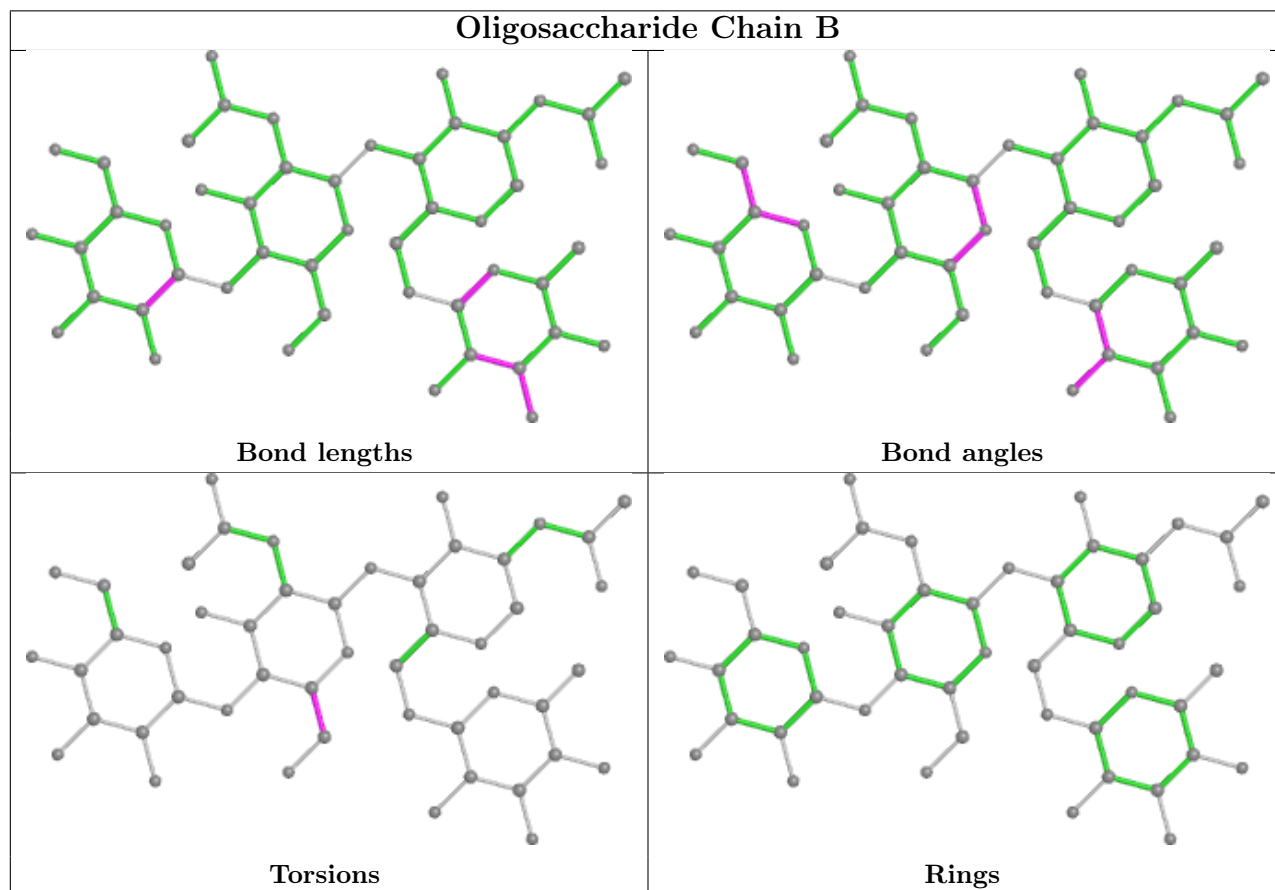 Oligosaccharide Chain B
Bond lengths
Bond angles
Torsions
Rings